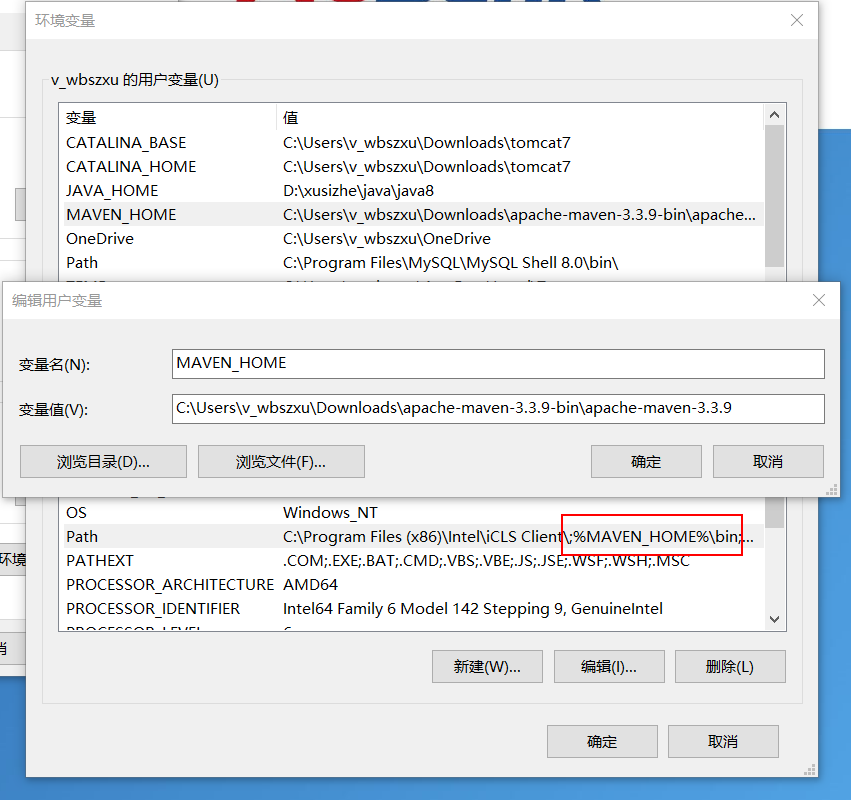 环境变量
v_wbszxu 的用户变量(U)
变量 值
CATALINA_BASE C:\Users\v_wbszxu\Downloads\tomcat7
CATALINA_HOME C:\Users\v_wbszxu\Downloads\tomcat7
JAVA_HOME D:\xusizhe\java\java8
MAVEN_HOME C:\Users\v_wbszxu\Downloads\apache-maven-3.3.9-bin\apache...
OneDrive C:\Users\v_wbszxu\OneDrive
Path C:\Program Files\MySQL\MySQL Shell 8.0\bin\
编辑用户变量
变量名(N): MAVEN_HOME
变量值(V): C:\Users\v_wbszxu\Downloads\apache-maven-3.3.9-bin\apache-maven-3.3.9
浏览目录(D)... 浏览文件(F)... 确定 取消
OS Windows_NT
Path C:\Program Files (x86)\Intel\iCLS Client\;%MAVEN_HOME%\bin;...
PATHEXT .COM;.EXE;.BAT;.CMD;.VBS;.VBE;.JS;.JSE;.WSF;.WSH;.MSC
环境
PROCESSOR_ARCHITECTURE AMD64
PROCESSOR_IDENTIFIER Intel64 Family 6 Model 142 Stepping 9, GenuineIntel
新建(W)... 编辑(I)... 删除(L)
确定 取消